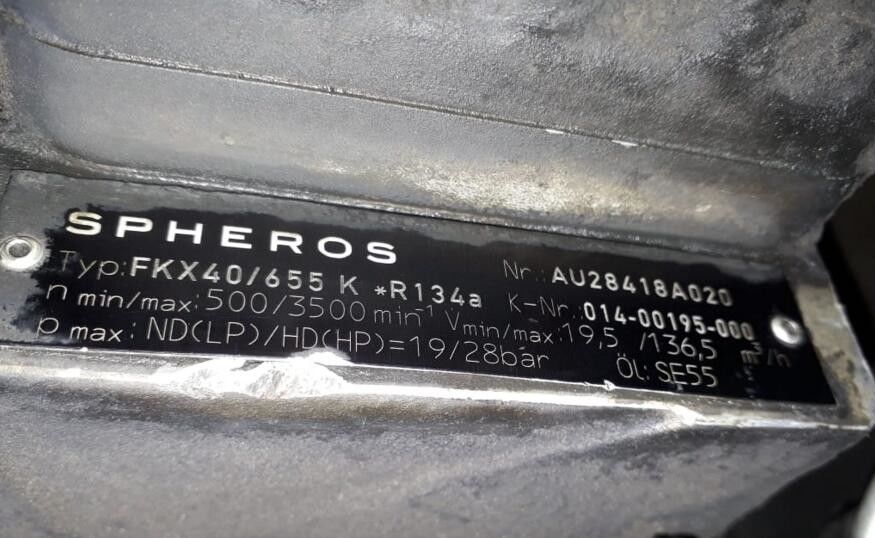 SPHEROS
Typ:FKX40/655 K *R134a Nr.: AU28418A020
n min/max: 500/3500 min⁻¹ K-Nr.: 014-00195-000
p max: ND(LP)/HD(HP)=19/28bar Vmin/max: 19,5 /136,5 m³/h
Öl: SE55